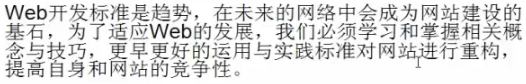 Web开发标准是趋势，在未来的网络中会成为网站建设的
基石，为了适应Web的发展，我们必须学习和掌握相关概
念与技巧，更早更好的运用与实践标准对网站进行重构，
提高自身和网站的竞争性。